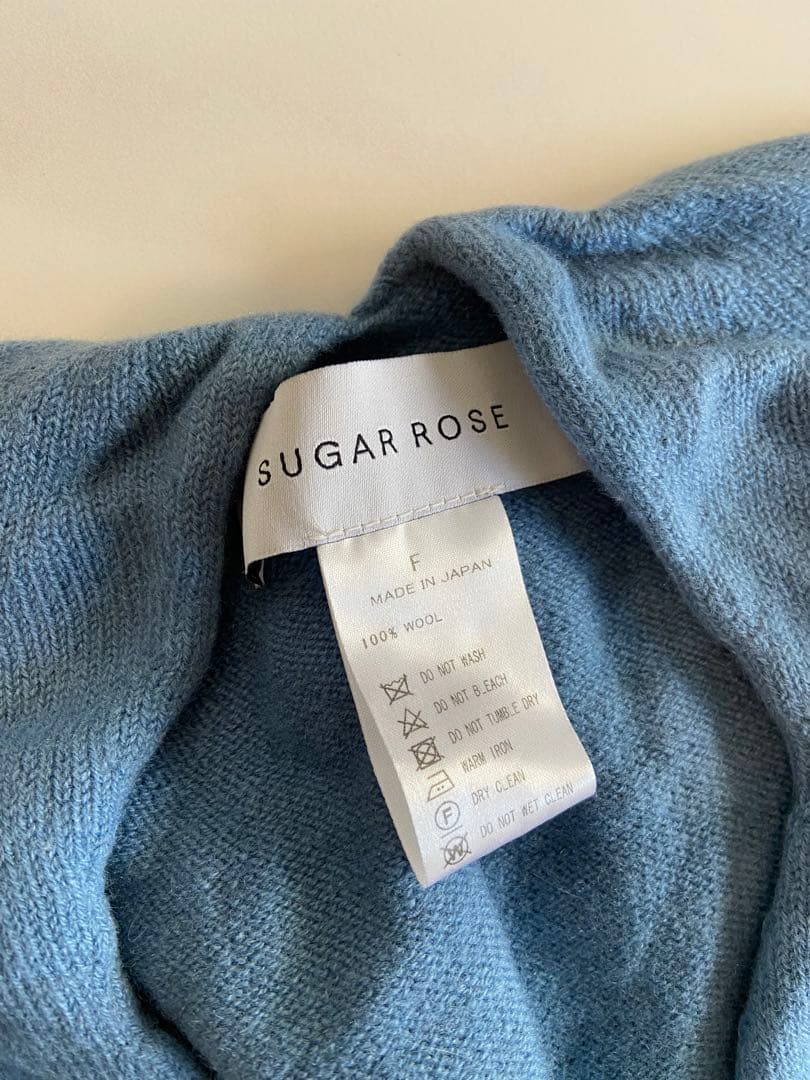 SUGAR ROSE
F
MADE IN JAPAN
100% WOOL
DO NOT WASH
DO NOT B.EACH
DO NOT TUMBLE DRY
WARM IRON
F DRY CLEAN
W DO NOT WET CLEAN